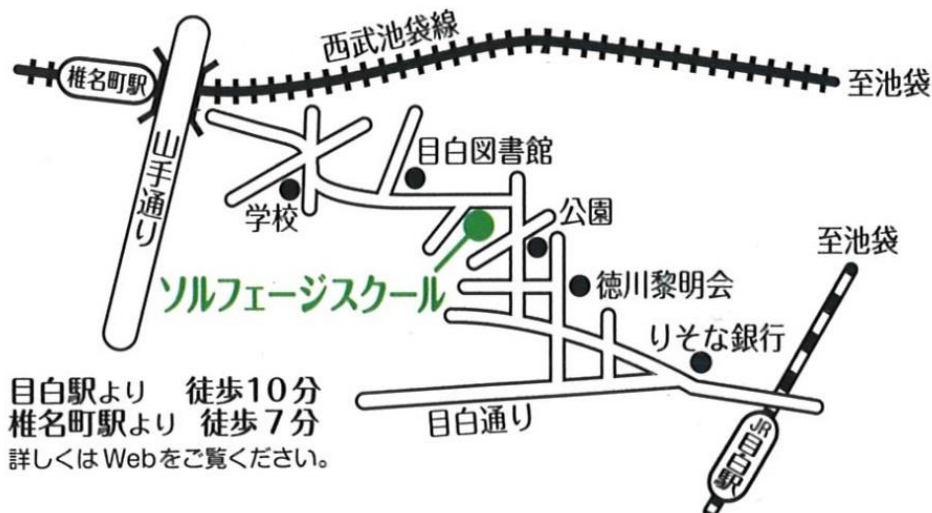 西武池袋線
椎名町駅
至池袋
山手通り
目白図書館
学校
公園
至池袋
ソルフェージスクール
徳川黎明会
りそな銀行
目白駅より 徒歩10分
椎名町駅より 徒歩7分
詳しくはWebをご覧ください。
目白通り
JR目白駅